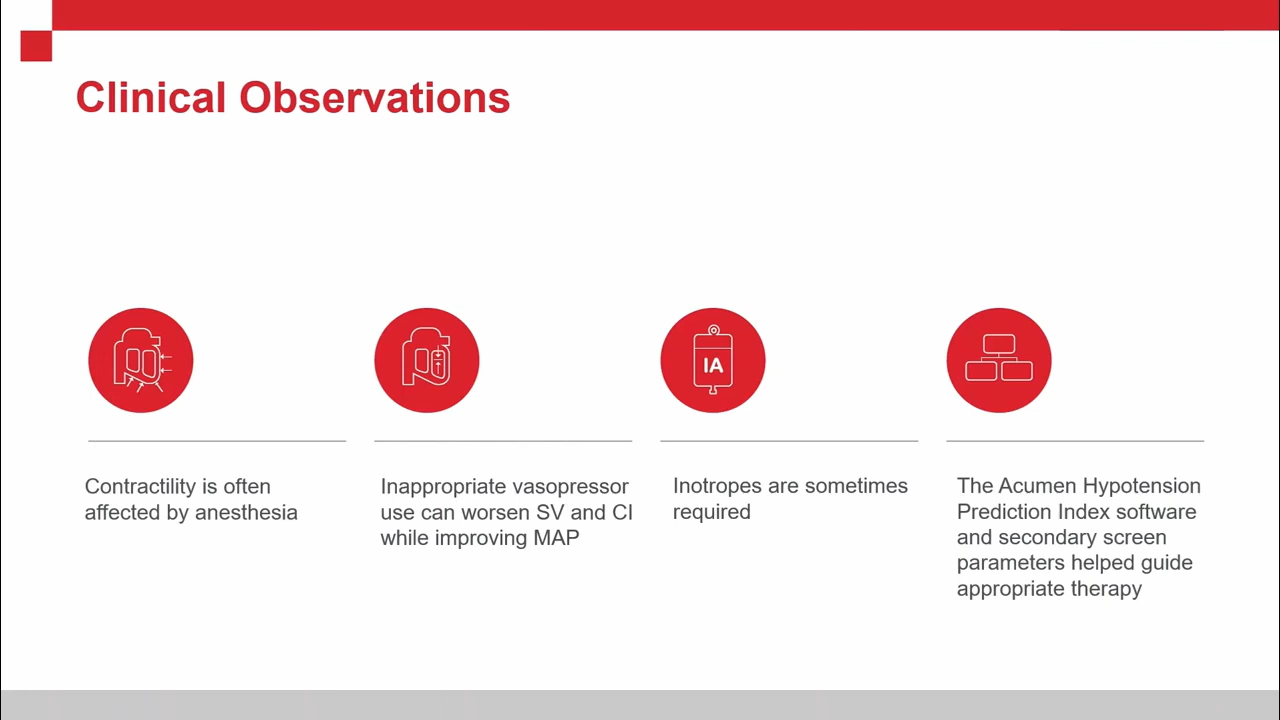 Clinical Observations
IA
Contractility is often
affected by anesthesia
Inappropriate vasopressor
use can worsen SV and CI
while improving MAP
Inotropes are sometimes
required
The Acumen Hypotension
Prediction Index software
and secondary screen
parameters helped guide
appropriate therapy